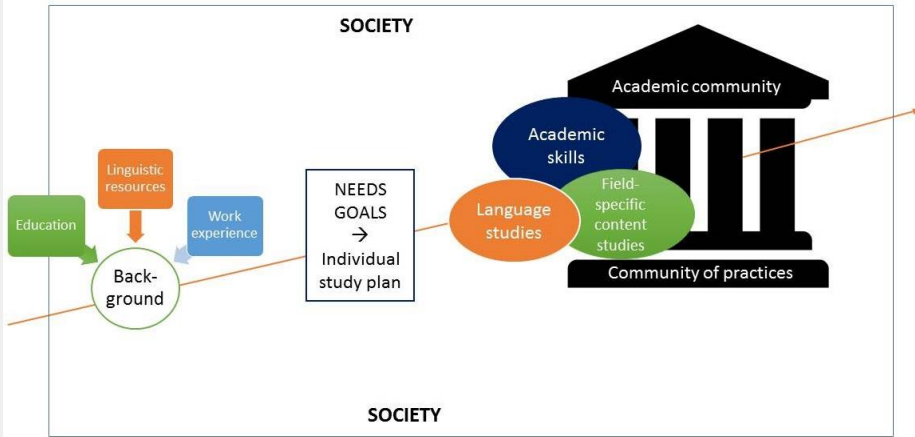 SOCIETY
Academic community
Academic
skills
Linguistic
resources
Education
Work
experience
NEEDS
GOALS
→
Individual
study plan
Language
studies
Field-
specific
content
studies
Back-
ground
Community of practices
SOCIETY